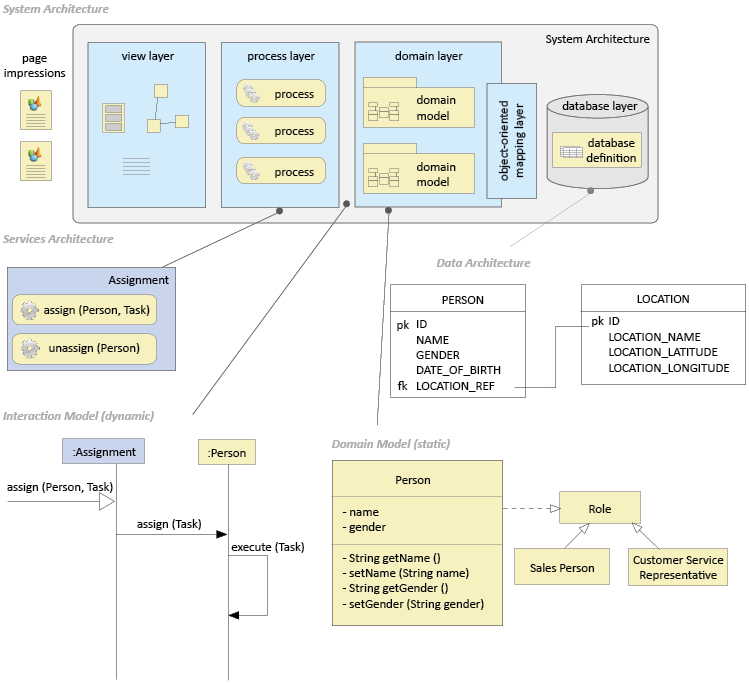 System Architecture
System Architecture
page
impressions
view layer
process layer
process
process
process
domain layer
domain
model
domain
model
object-oriented
mapping layer
database layer
database
definition
Services Architecture
Assignment
assign (Person, Task)
unassign (Person)
Data Architecture
PERSON
pk ID
NAME
GENDER
DATE_OF_BIRTH
fk LOCATION_REF
LOCATION
pk ID
LOCATION_NAME
LOCATION_LATITUDE
LOCATION_LONGITUDE
Interaction Model (dynamic)
:Assignment
:Person
assign (Person, Task)
assign (Task)
execute (Task)
Domain Model (static)
Person
- name
- gender
- String getName ()
- setName (String name)
- String getGender ()
- setGender (String gender)
Role
Sales Person
Customer Service
Representative